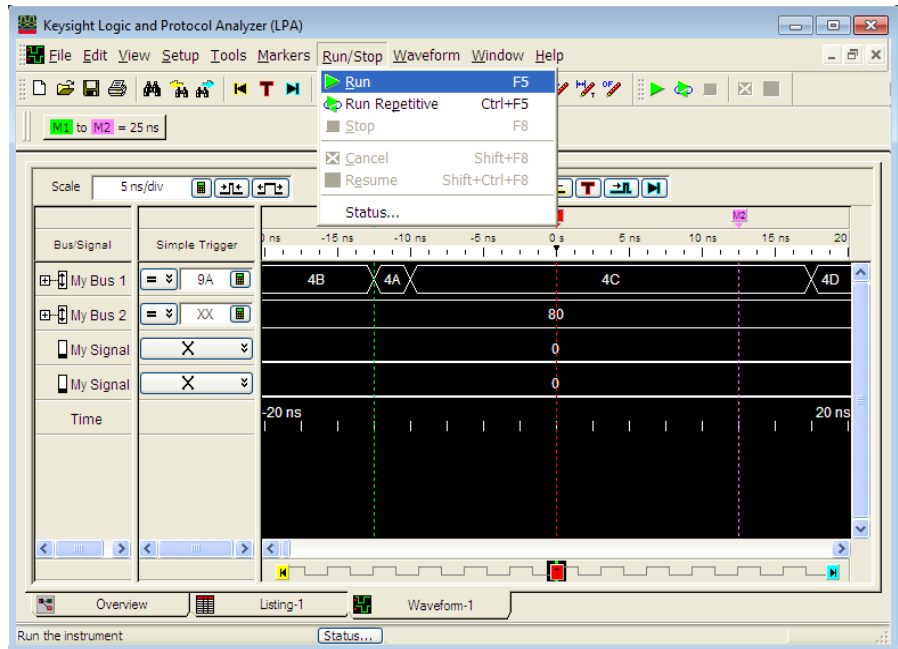 Keysight Logic and Protocol Analyzer (LPA)
File Edit View Setup Tools Markers Run/Stop Waveform Window Help
Run F5
Run Repetitive Ctrl+F5
Stop F8
Cancel Shift+F8
Resume Shift+Ctrl+F8
Status...
T
M1 to M2 = 25 ns
Scale 5 ns/div
T
M2
Bus/Signal Simple Trigger
ns -15 ns -10 ns -5 ns 0 s 5 ns 10 ns 15 ns 20
My Bus 1 = 9A 4B 4A 4C 4D
My Bus 2 = XX 80
My Signal X 0
My Signal X 0
Time -20 ns 20 ns
T
Overview Listing-1 Waveform-1
Run the instrument Status...